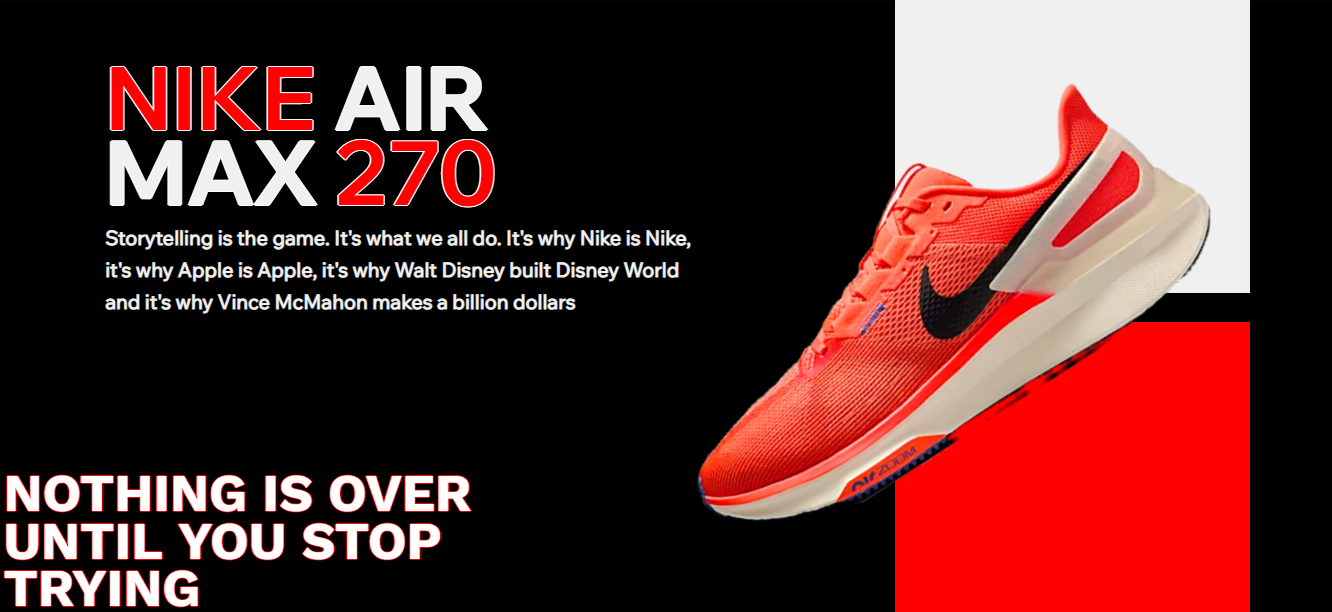 NIKE AIR
MAX 270
Storytelling is the game. It's what we all do. It's why Nike is Nike,
it's why Apple is Apple, it's why Walt Disney built Disney World
and it's why Vince McMahon makes a billion dollars
ZOOM
NOTHING IS OVER
UNTIL YOU STOP
TRYING